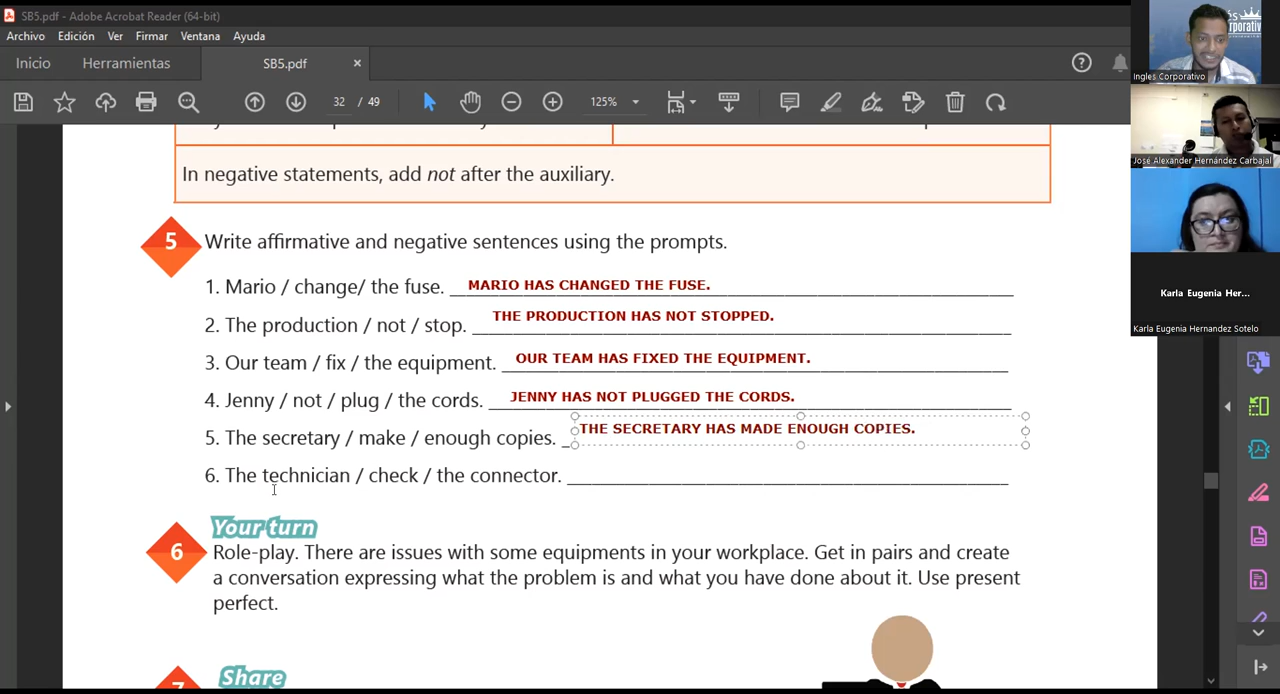 SB5.pdf - Adobe Acrobat Reader (64-bit)
Archivo Edición Ver Firmar Ventana Ayuda
Inicio Herramientas SB5.pdf ×
32 / 49 125%
In negative statements, add not after the auxiliary.
5 Write affirmative and negative sentences using the prompts.
1. Mario / change/ the fuse. MARIO HAS CHANGED THE FUSE.
2. The production / not / stop. THE PRODUCTION HAS NOT STOPPED.
3. Our team / fix / the equipment. OUR TEAM HAS FIXED THE EQUIPMENT.
4. Jenny / not / plug / the cords. JENNY HAS NOT PLUGGED THE CORDS.
5. The secretary / make / enough copies. THE SECRETARY HAS MADE ENOUGH COPIES.
6. The technician / check / the connector.
Your turn
6 Role-play. There are issues with some equipments in your workplace. Get in pairs and create
a conversation expressing what the problem is and what you have done about it. Use present
perfect.
7 Share
Ingles Corporativo
José Alexander Hernández Carbajal
Karla Eugenia Her...
Karla Eugenia Hernandez Sotelo